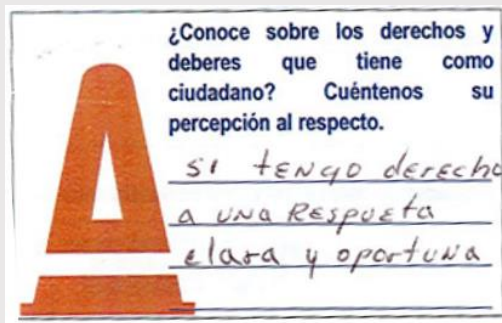 ¿Conoce sobre los derechos y
deberes que tiene como
ciudadano? Cuéntenos su
percepción al respecto.
SI tENgo derecho
a UNA REspuEta
clara y oportuna